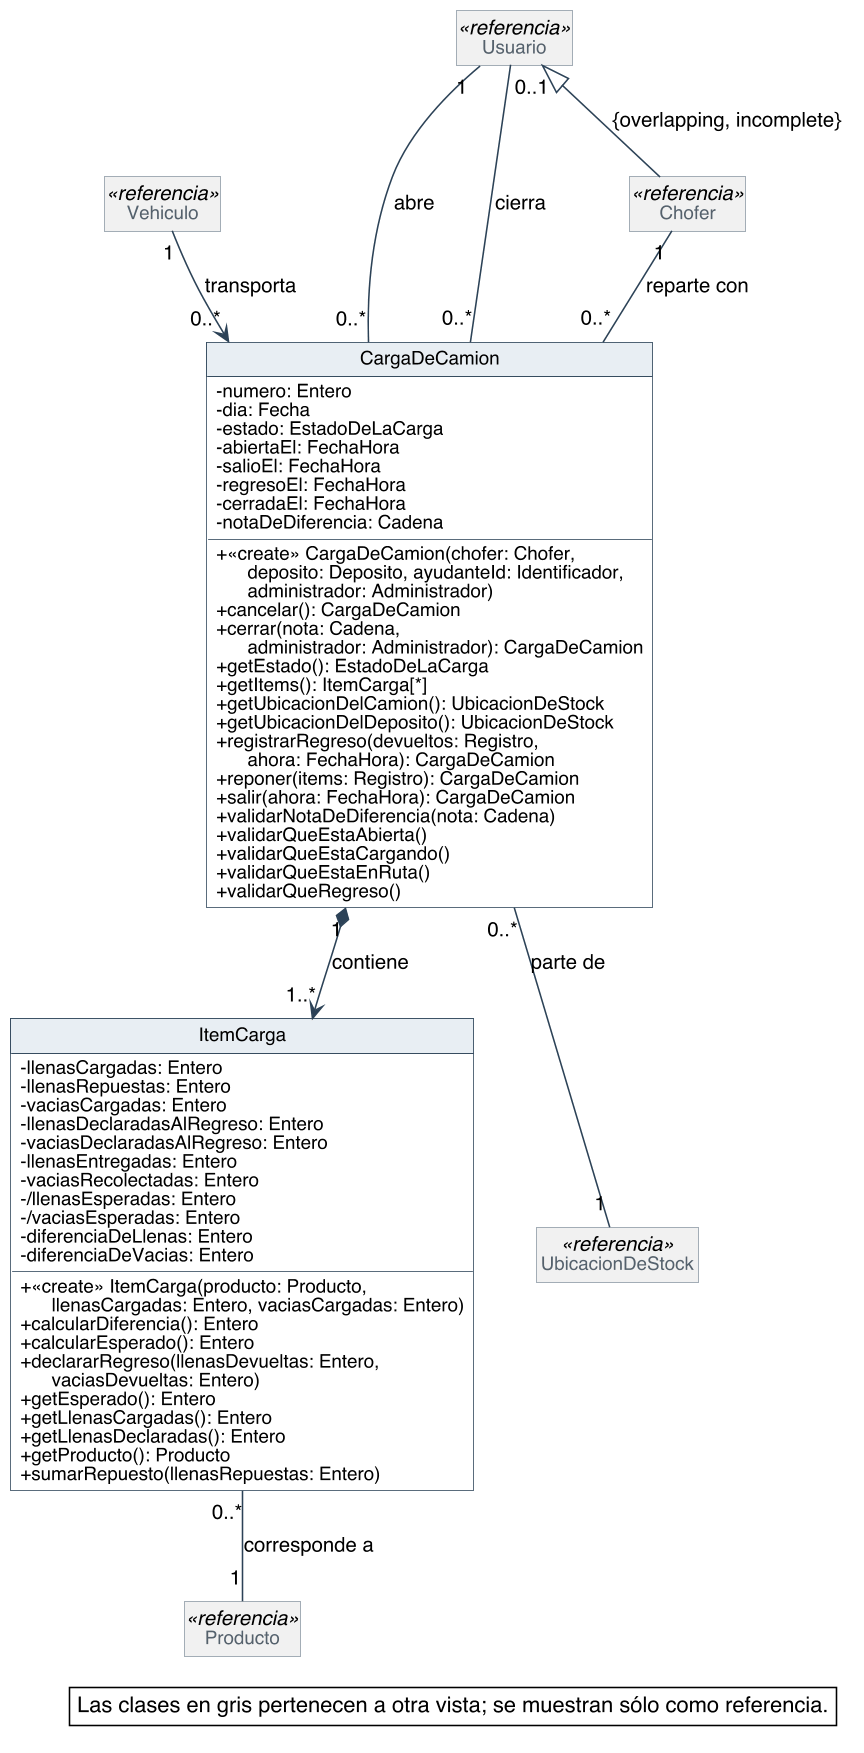 «referencia»
Usuario
1
0..1
{overlapping, incomplete}
«referencia»
Vehiculo
«referencia»
Chofer
abre
cierra
1
1
transporta
reparte con
0..*
0..*
0..*
0..*
CargaDeCamion
-numero: Entero
-dia: Fecha
-estado: EstadoDeLaCarga
-abiertaEl: FechaHora
-salioEl: FechaHora
-regresoEl: FechaHora
-cerradaEl: FechaHora
-notaDeDiferencia: Cadena
+«create» CargaDeCamion(chofer: Chofer,
deposito: Deposito, ayudanteId: Identificador,
administrador: Administrador)
+cancelar(): CargaDeCamion
+cerrar(nota: Cadena,
administrador: Administrador): CargaDeCamion
+getEstado(): EstadoDeLaCarga
+getItems(): ItemCarga[*]
+getUbicacionDelCamion(): UbicacionDeStock
+getUbicacionDelDeposito(): UbicacionDeStock
+registrarRegreso(devueltos: Registro,
ahora: FechaHora): CargaDeCamion
+reponer(items: Registro): CargaDeCamion
+salir(ahora: FechaHora): CargaDeCamion
+validarNotaDeDiferencia(nota: Cadena)
+validarQueEstaAbierta()
+validarQueEstaCargando()
+validarQueEstaEnRuta()
+validarQueRegreso()
1
0..*
contiene
parte de
1..*
ItemCarga
-llenasCargadas: Entero
-llenasRepuestas: Entero
-vaciasCargadas: Entero
-llenasDeclaradasAlRegreso: Entero
-vaciasDeclaradasAlRegreso: Entero
-llenasEntregadas: Entero
-vaciasRecolectadas: Entero
-/llenasEsperadas: Entero
-/vaciasEsperadas: Entero
-diferenciaDeLlenas: Entero
-diferenciaDeVacias: Entero
+«create» ItemCarga(producto: Producto,
llenasCargadas: Entero, vaciasCargadas: Entero)
+calcularDiferencia(): Entero
+calcularEsperado(): Entero
+declararRegreso(llenasDevueltas: Entero,
vaciasDevueltas: Entero)
+getEsperado(): Entero
+getLlenasCargadas(): Entero
+getLlenasDeclaradas(): Entero
+getProducto(): Producto
+sumarRepuesto(llenasRepuestas: Entero)
1
«referencia»
UbicacionDeStock
0..*
corresponde a
1
«referencia»
Producto
Las clases en gris pertenecen a otra vista; se muestran sólo como referencia.